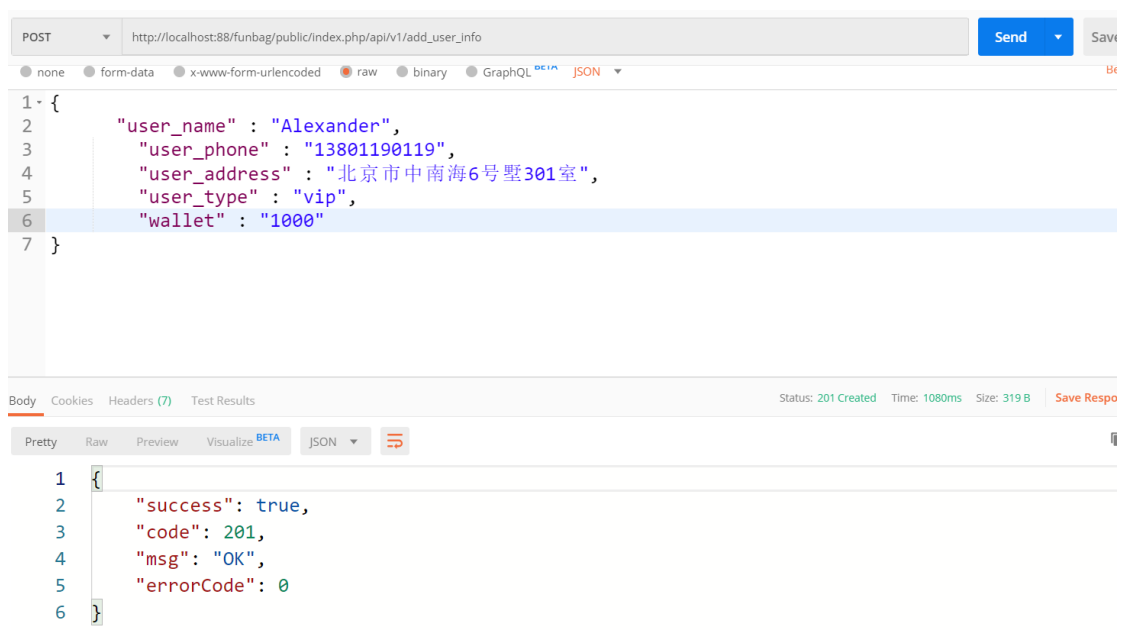 POST http://localhost:88/funbag/public/index.php/api/v1/add_user_info Send Save
none form-data x-www-form-urlencoded raw binary GraphQL BETA JSON Be
1 {
2 "user_name" : "Alexander",
3 "user_phone" : "13801190119",
4 "user_address" : "北京市中南海6号墅301室",
5 "user_type" : "vip",
6 "wallet" : "1000"
7 }
Body Cookies Headers (7) Test Results Status: 201 Created Time: 1080ms Size: 319 B Save Respo
Pretty Raw Preview Visualize BETA JSON
1 {
2 "success": true,
3 "code": 201,
4 "msg": "OK",
5 "errorCode": 0
6 }